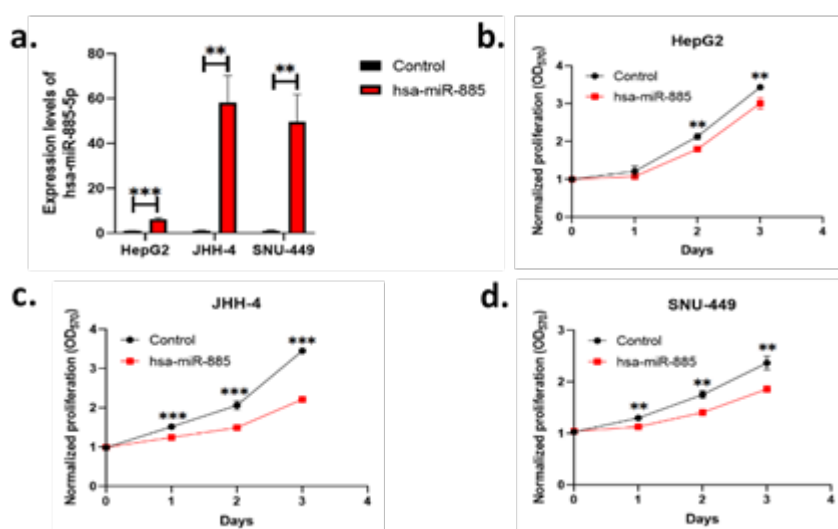 a.
Expression levels of
hsa-miR-885-5p
80
60
40
20
0
***
**
**
HepG2 JHH-4 SNU-449
Control
hsa-miR-885
b.
HepG2
Normalized proliferation (OD570)
4
3
2
1
0
Control
hsa-miR-885
**
**
0 1 2 3 4
Days
c.
JHH-4
Normalized proliferation (OD570)
4
3
2
1
0
Control
hsa-miR-885
***
***
***
0 1 2 3 4
Days
d.
SNU-449
Normalized proliferation (OD570)
3
2
1
0
Control
hsa-miR-885
**
**
**
0 1 2 3 4
Days